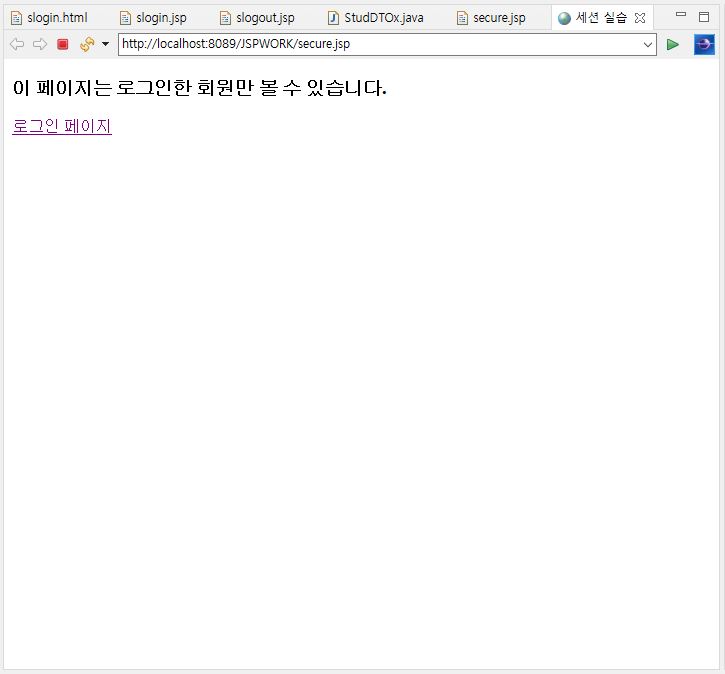 slogin.html slogin.jsp slogout.jsp StudDTOx.java secure.jsp 세션 실습
http://localhost:8089/JSPWORK/secure.jsp
이 페이지는 로그인한 회원만 볼 수 있습니다.
로그인 페이지